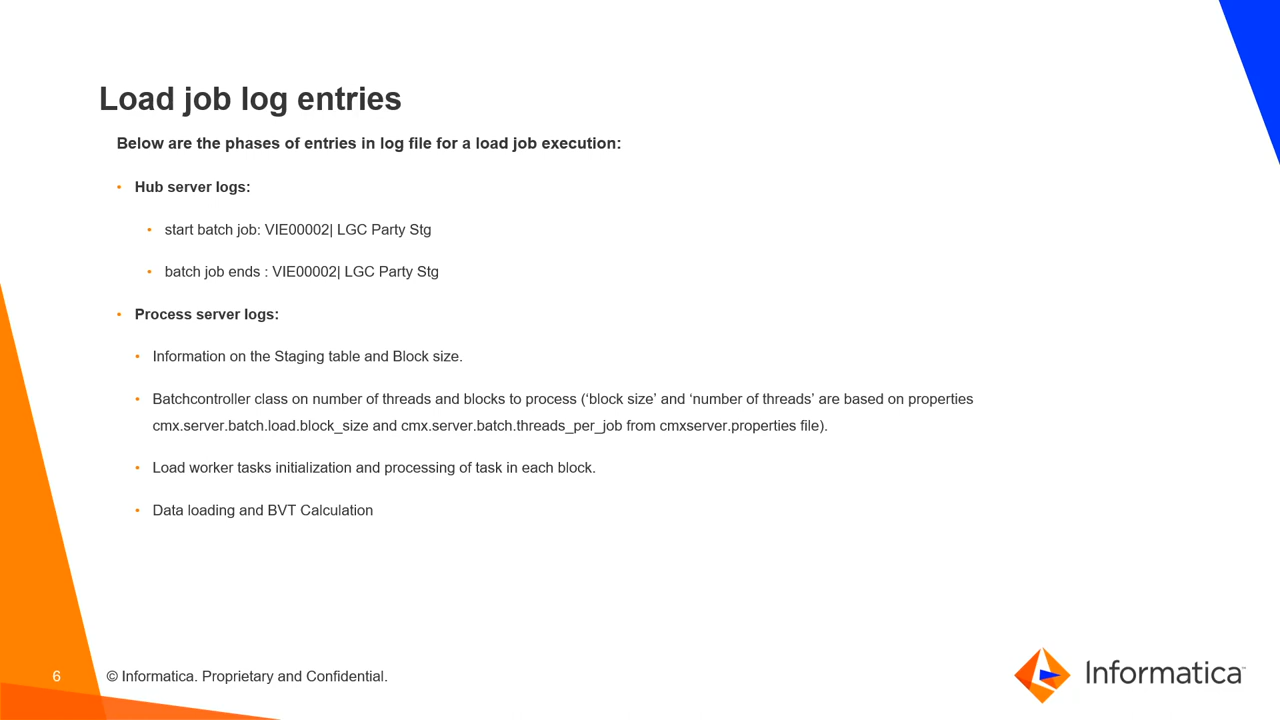 Load job log entries
Below are the phases of entries in log file for a load job execution:
• Hub server logs:
• start batch job: VIE00002| LGC Party Stg
• batch job ends : VIE00002| LGC Party Stg
• Process server logs:
• Information on the Staging table and Block size.
• Batchcontroller class on number of threads and blocks to process (‘block size’ and ‘number of threads’ are based on properties
cmx.server.batch.load.block_size and cmx.server.batch.threads_per_job from cmxserver.properties file).
• Load worker tasks initialization and processing of task in each block.
• Data loading and BVT Calculation
6
© Informatica. Proprietary and Confidential.
Informatica™